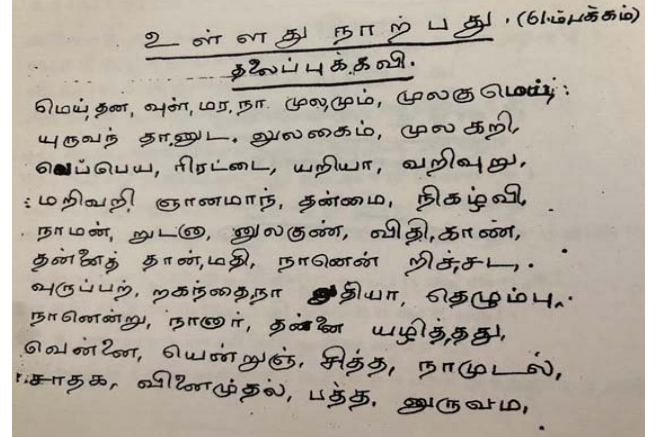 உள்ளது நாற்பது. (61ம்பக்கம்)
தலைப்புக்கவி.
மெய், தன, வுள், மர, நா. முமுமும், முலகுமெய்,:
யுருவந் தாணுட. னுலகைம், முலகறி,
வெப்பெய, ரிரட்டை, யறியா, வறிவுறு,
மறிவறி ஞானமாந், தன்மை, நிகழ்வி,
நாமன், றுடனா, னுலகுண், விதி, காண்,
தன்னைத் தான், மதி, நானென் றிச், சட,.
வுருப்பற், றகந்தை, நா னுதியா, தெழும்பு,.
நானென்று, நானார், தன்னை யழித், தது,
வென்னை, யென்றுஞ், சித்த, நாமுடல்,
சாதக, வினைமுதல், பத்த, னுருவம,